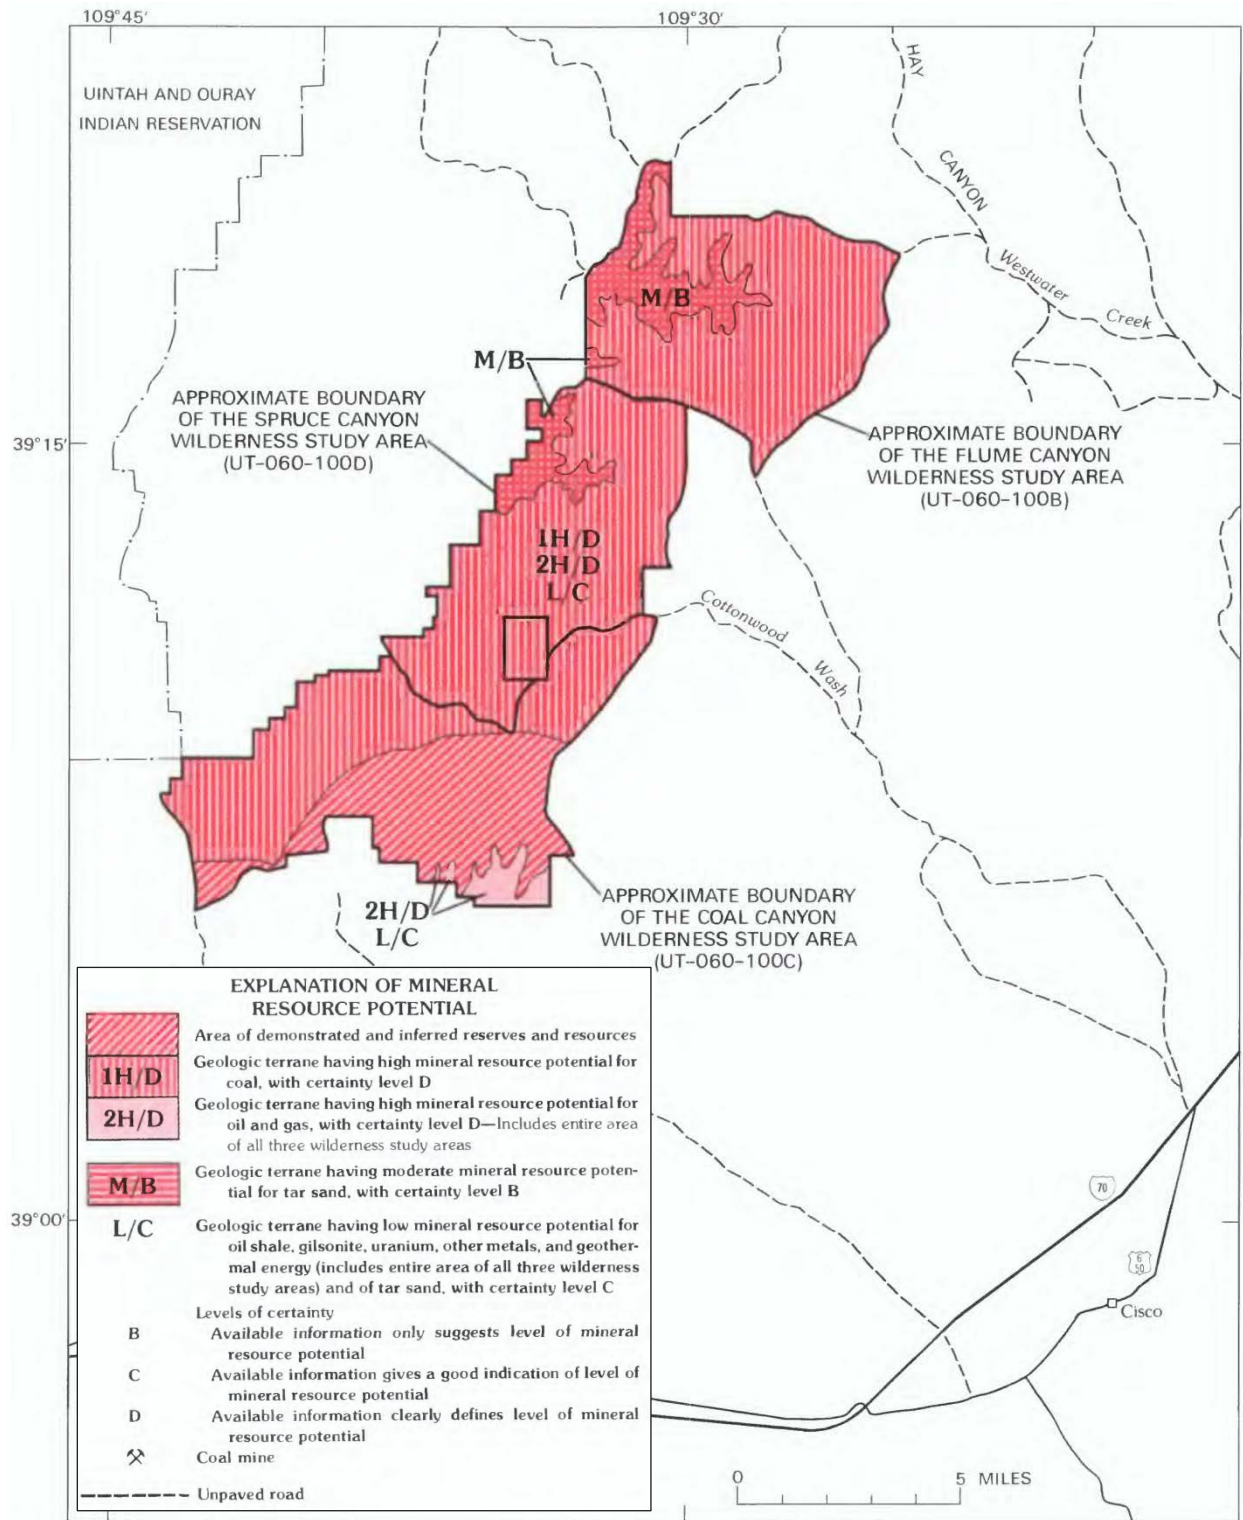 109°45'
109°30'
UINTAH AND OURAY
INDIAN RESERVATION
HAY
CANYON
Westwater
Creek
M/B
M/B
APPROXIMATE BOUNDARY
OF THE SPRUCE CANYON
WILDERNESS STUDY AREA
(UT-060-100D)
39°15'
APPROXIMATE BOUNDARY
OF THE FLUME CANYON
WILDERNESS STUDY AREA
(UT-060-100B)
1H/D
2H/D
L/C
Cottonwood
Wash
2H/D
L/C
APPROXIMATE BOUNDARY
OF THE COAL CANYON
WILDERNESS STUDY AREA
(UT-060-100C)
EXPLANATION OF MINERAL
RESOURCE POTENTIAL
Area of demonstrated and inferred reserves and resources
1H/D Geologic terrane having high mineral resource potential for
coal, with certainty level D
2H/D Geologic terrane having high mineral resource potential for
oil and gas, with certainty level D—Includes entire area
of all three wilderness study areas
M/B Geologic terrane having moderate mineral resource poten-
tial for tar sand, with certainty level B
L/C Geologic terrane having low mineral resource potential for
oil shale, gilsonite, uranium, other metals, and geother-
mal energy (includes entire area of all three wilderness
study areas) and of tar sand, with certainty level C
Levels of certainty
B Available information only suggests level of mineral
resource potential
C Available information gives a good indication of level of
mineral resource potential
D Available information clearly defines level of mineral
resource potential
Coal mine
Unpaved road
39°00'
70
6
50
Cisco
0 5 MILES